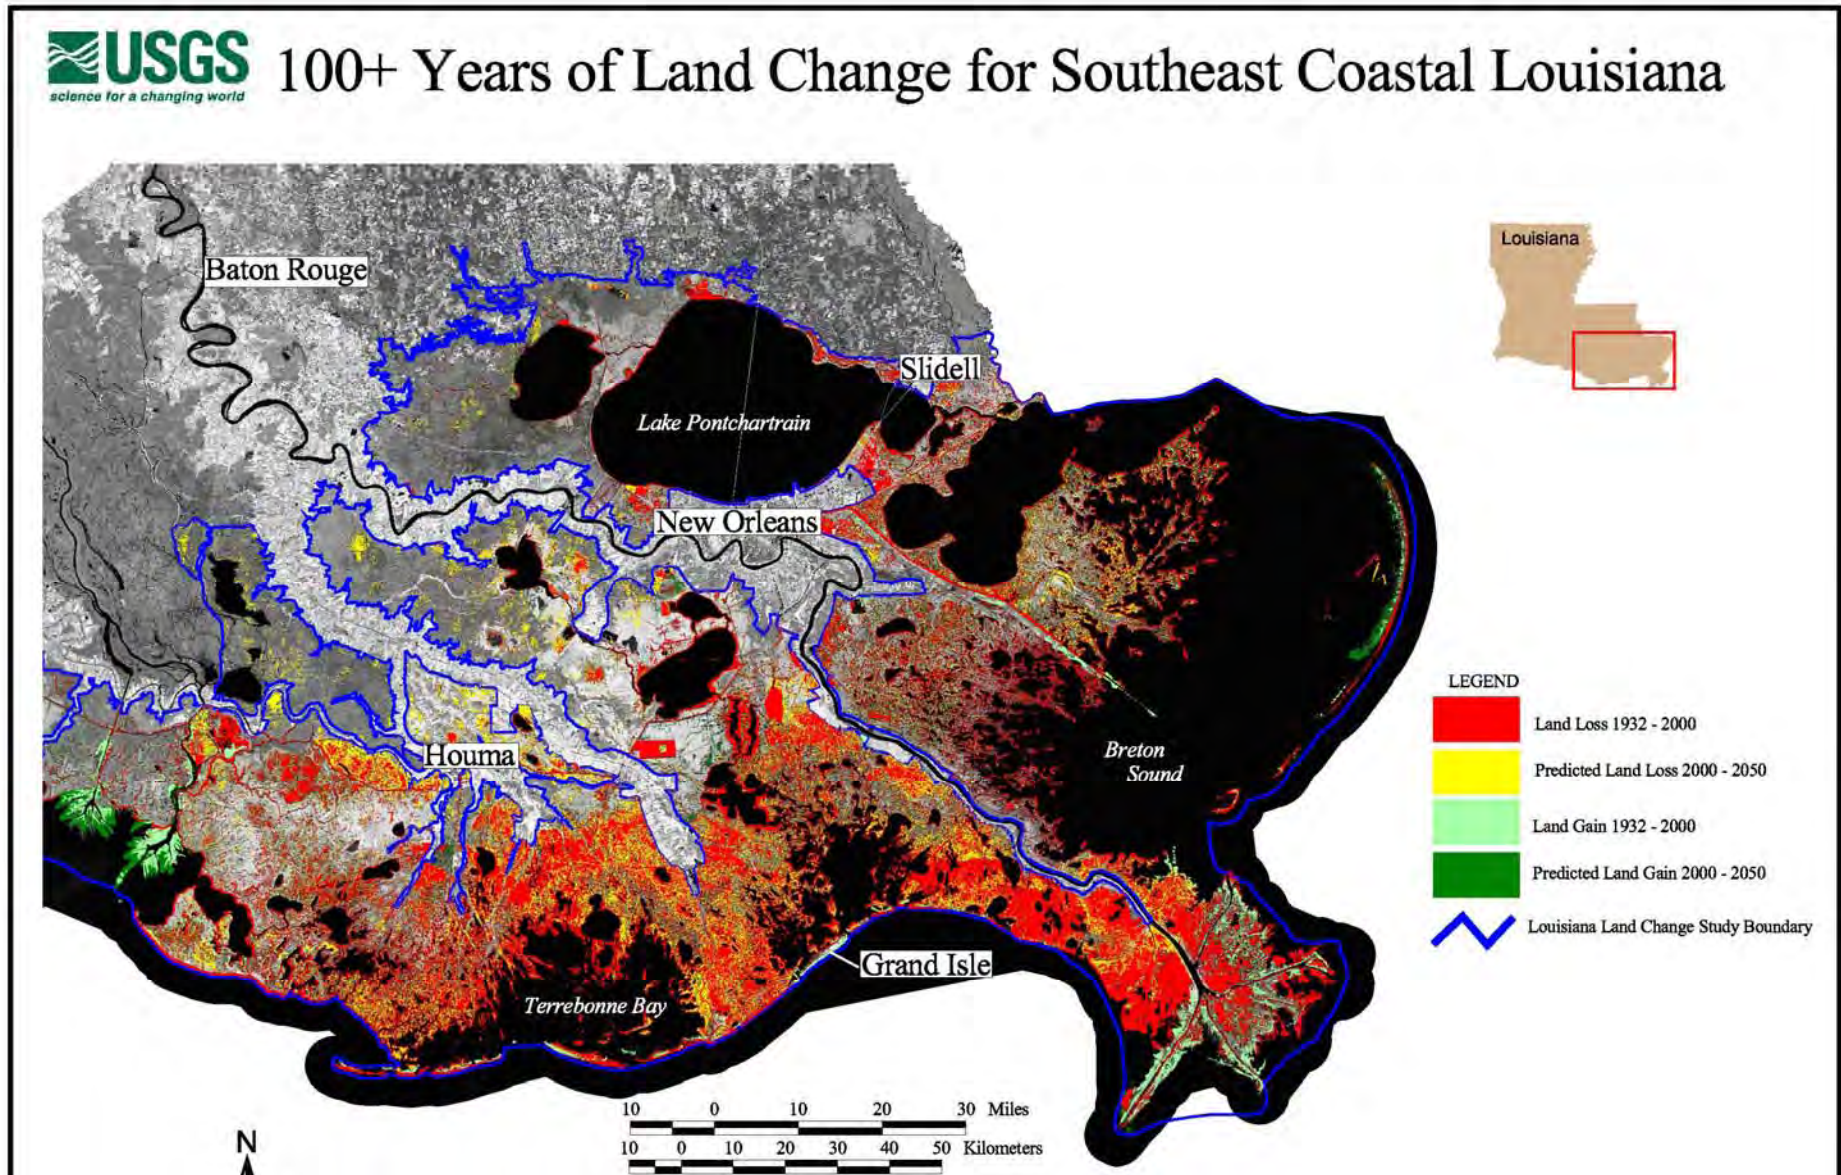 USGS
science for a changing world
100+ Years of Land Change for Southeast Coastal Louisiana
Louisiana
Baton Rouge
Slidell
Lake Pontchartrain
New Orleans
Houma
Breton
Sound
Grand Isle
Terrebonne Bay
LEGEND
Land Loss 1932 - 2000
Predicted Land Loss 2000 - 2050
Land Gain 1932 - 2000
Predicted Land Gain 2000 - 2050
Louisiana Land Change Study Boundary
10 0 10 20 30 Miles
10 0 10 20 30 40 50 Kilometers
N